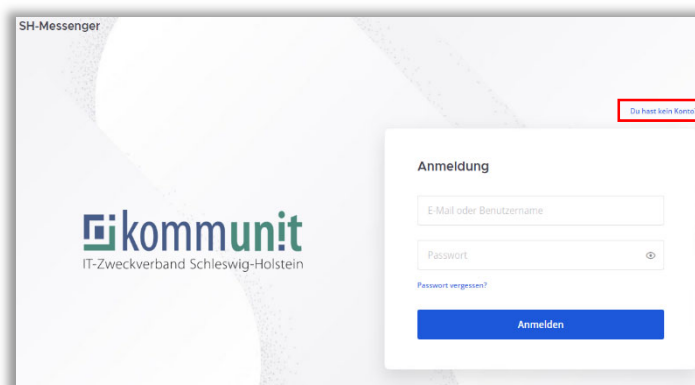 SH-Messenger
Du hast kein Konto
Anmeldung
E-Mail oder Benutzername
Passwort
Passwort vergessen?
Anmelden
kommunit
IT-Zweckverband Schleswig-Holstein